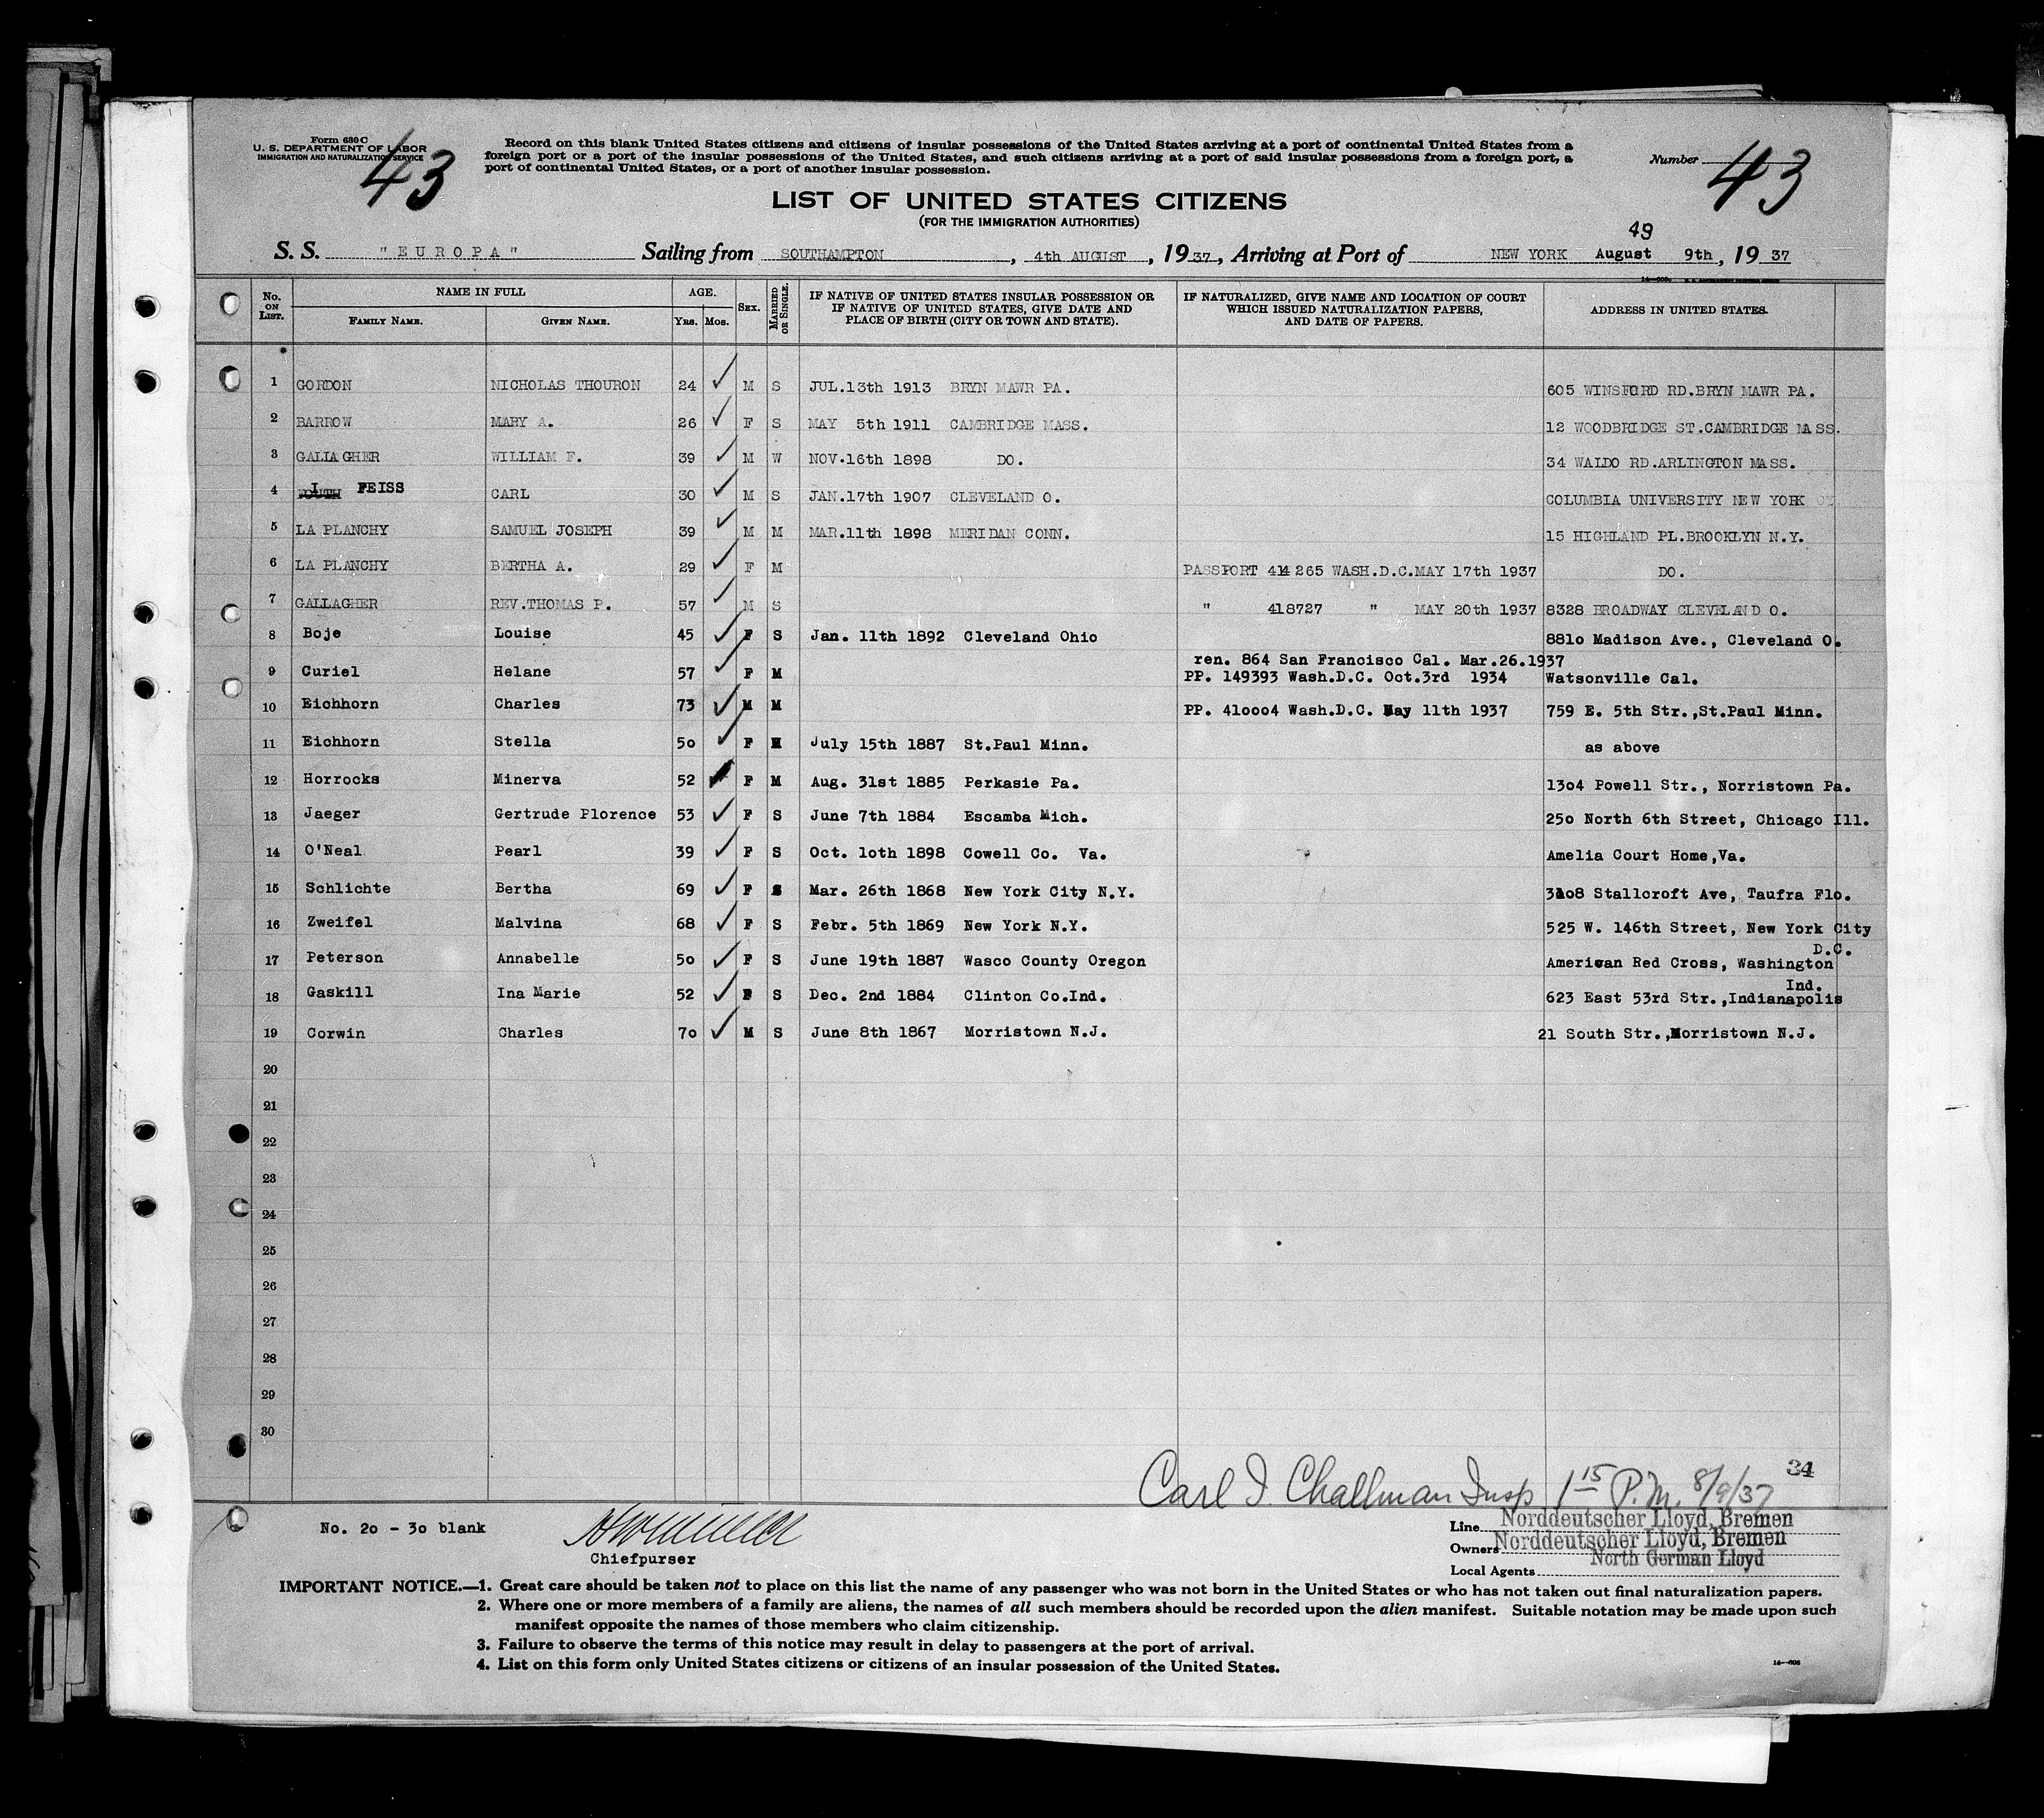 Form 630 C
U. S. DEPARTMENT OF LABOR
IMMIGRATION AND NATURALIZATION SERVICE
43
Record on this blank United States citizens and citizens of insular possessions of the United States arriving at a port of continental United States from a
foreign port or a port of the insular possessions of the United States, and such citizens arriving at a port of said insular possessions from a foreign port, a
port of continental United States, or a port of another insular possession.
Number 43
LIST OF UNITED STATES CITIZENS
(FOR THE IMMIGRATION AUTHORITIES)
49
S. S. "EUROPA" Sailing from SOUTHAMPTON, 4th AUGUST, 1937, Arriving at Port of NEW YORK August 9th, 1937
No. ON LIST. NAME IN FULL FAMILY NAME. GIVEN NAME. AGE. YRS. MOS. SEX. MARRIED OR SINGLE. IF NATIVE OF UNITED STATES INSULAR POSSESSION OR IF NATIVE OF UNITED STATES, GIVE DATE AND PLACE OF BIRTH (CITY OR TOWN AND STATE). IF NATURALIZED, GIVE NAME AND LOCATION OF COURT WHICH ISSUED NATURALIZATION PAPERS, AND DATE OF PAPERS. ADDRESS IN UNITED STATES.
1 GORDON NICHOLAS THOURON 24 M S JUL.13th 1913 BRYN MAWR PA. 605 WINSFORD RD.BRYN MAWR PA.
2 BARROW MARY A. 26 F S MAY 5th 1911 CAMBRIDGE MASS. 12 WOODBRIDGE ST.CAMBRIDGE MASS.
3 GALLAGHER WILLIAM F. 39 M W NOV.16th 1898 DO. 34 WALDO RD.ARLINGTON MASS.
4 FEISS CARL I 30 M S JAN.17th 1907 CLEVELAND O. COLUMBIA UNIVERSITY NEW YORK
5 LA PLANCHY SAMUEL JOSEPH 39 M M MAR.11th 1898 MERIDAN CONN. 15 HIGHLAND PL.BROOKLYN N.Y.
6 LA PLANCHY BERTHA A. 29 F M PASSPORT 414265 WASH.D.C.MAY 17th 1937 DO.
7 GALLAGHER REV.THOMAS P. 57 M S " 418727 " MAY 20th 1937 8328 BROADWAY CLEVELAND O.
8 Boje Louise 45 F S Jan. 11th 1892 Cleveland Ohio 8810 Madison Ave., Cleveland O.
ren. 864 San Francisco Cal. Mar.26.1937
9 Curiel Helane 57 F M PP. 149393 Wash.D.C. Oct.3rd 1934 Watsonville Cal.
10 Eichhorn Charles 73 M M PP. 410004 Wash.D.C. May 11th 1937 759 E. 5th Str.,St.Paul Minn.
11 Eichhorn Stella 50 F M July 15th 1887 St.Paul Minn. as above
12 Horrocks Minerva 52 F M Aug. 31st 1885 Perkasie Pa. 1304 Powell Str., Norristown Pa.
13 Jaeger Gertrude Plorence 53 F S June 7th 1884 Escamba Mich. 250 North 6th Street, Chicago Ill.
14 O'Neal Pearl 39 F S Oct. 10th 1898 Cowell Co. Va. Amelia Court Home,Va.
15 Schlichte Bertha 69 F S Mar. 26th 1868 New York City N.Y. 3108 Stallcroft Ave, Taufra Flo.
16 Zweifel Malvina 68 F S Febr. 5th 1869 New York N.Y. 525 W. 146th Street, New York City
17 Peterson Annabelle 50 F S June 19th 1887 Wasco County Oregon American Red Cross, Washington D.C.
18 Gaskill Ina Marie 52 F S Dec. 2nd 1884 Clinton Co.Ind. 623 East 53rd Str.,Indianapolis Ind.
19 Corwin Charles 70 M S June 8th 1867 Morristown N.J. 21 South Str.,Morristown N.J.
20
21
22
23
24
25
26
27
28
29
30
Carl I. Challman Insp 1 15 P.M. 8/9/37
34
No. 20 - 30 blank
Chiefpurser
Line Norddeutscher Lloyd, Bremen
Owners Norddeutscher Lloyd, Bremen
Local Agents North German Lloyd
IMPORTANT NOTICE.—1. Great care should be taken not to place on this list the name of any passenger who was not born in the United States or who has not taken out final naturalization papers.
2. Where one or more members of a family are aliens, the names of all such members should be recorded upon the alien manifest. Suitable notation may be made upon such
manifest opposite the names of those members who claim citizenship.
3. Failure to observe the terms of this notice may result in delay to passengers at the port of arrival.
4. List on this form only United States citizens or citizens of an insular possession of the United States.